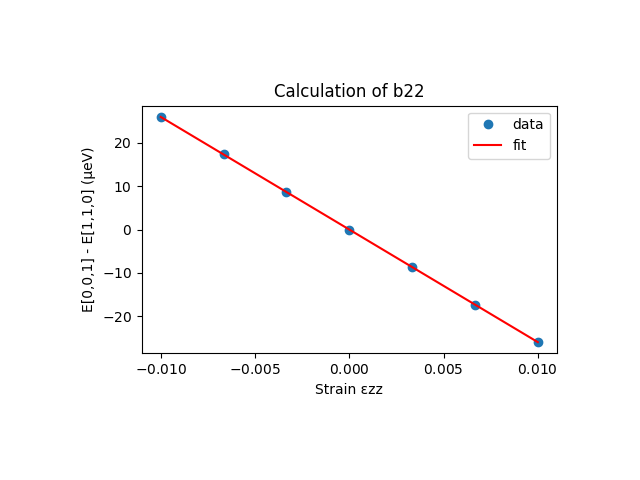 Calculation of b22
data
fit
E[0,0,1] - E[1,1,0] (μeV)
20
10
0
−10
−20
−0.010
−0.005
0.000
0.005
0.010
Strain εzz